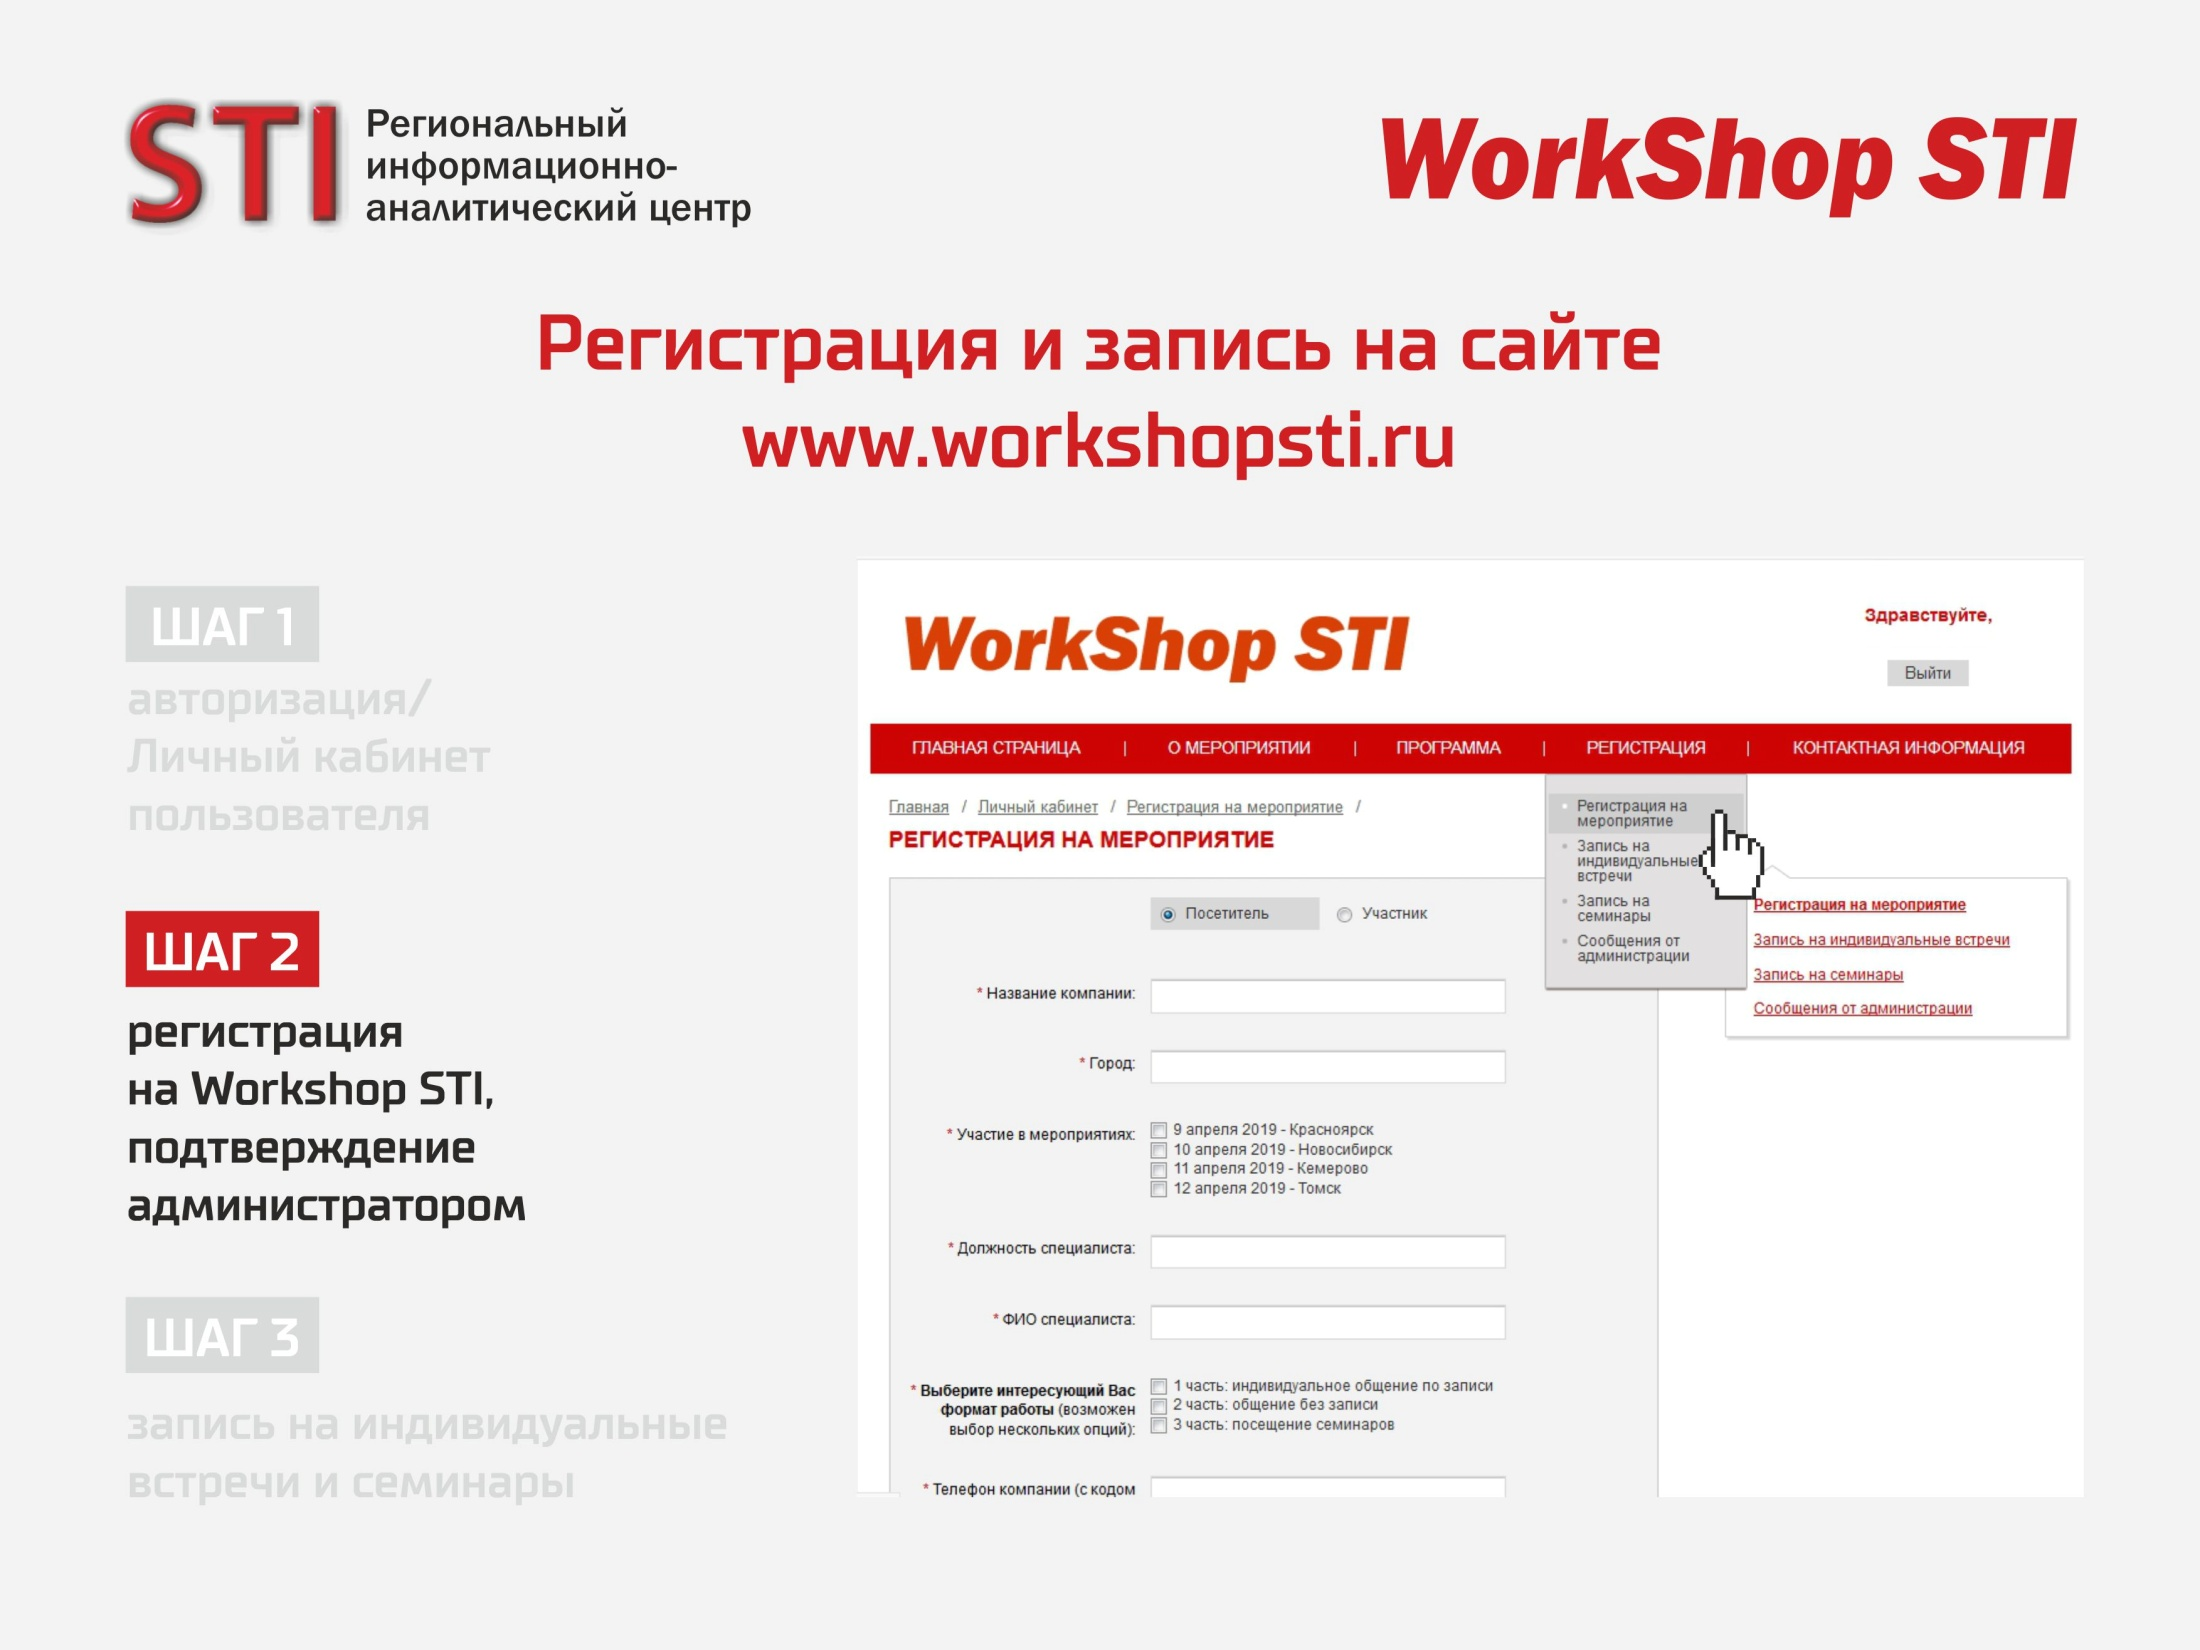 STI
Региональный
информационно-
аналитический центр
WorkShop STI
Регистрация и запись на сайте
www.workshopsti.ru
ШАГ 1
авторизация/
Личный кабинет
пользователя
ШАГ 2
регистрация
на Workshop STI,
подтверждение
администратором
ШАГ 3
запись на индивидуальные
встречи и семинары
WorkShop STI
Здравствуйте,
Выйти
ГЛАВНАЯ СТРАНИЦА | О МЕРОПРИЯТИИ | ПРОГРАММА | РЕГИСТРАЦИЯ | КОНТАКТНАЯ ИНФОРМАЦИЯ
Главная / Личный кабинет / Регистрация на мероприятие /
РЕГИСТРАЦИЯ НА МЕРОПРИЯТИЕ
Регистрация на
мероприятие
Запись на
индивидуальные
встречи
Запись на
семинары
Сообщения от
администрации
Регистрация на мероприятие
Запись на индивидуальные встречи
Запись на семинары
Сообщения от администрации
Посетитель Участник
* Название компании:
* Город:
* Участие в мероприятиях:
9 апреля 2019 - Красноярск
10 апреля 2019 - Новосибирск
11 апреля 2019 - Кемерово
12 апреля 2019 - Томск
* Должность специалиста:
* ФИО специалиста:
* Выберите интересующий Вас
формат работы (возможен
выбор нескольких опций):
1 часть: индивидуальное общение по записи
2 часть: общение без записи
3 часть: посещение семинаров
* Телефон компании (с кодом